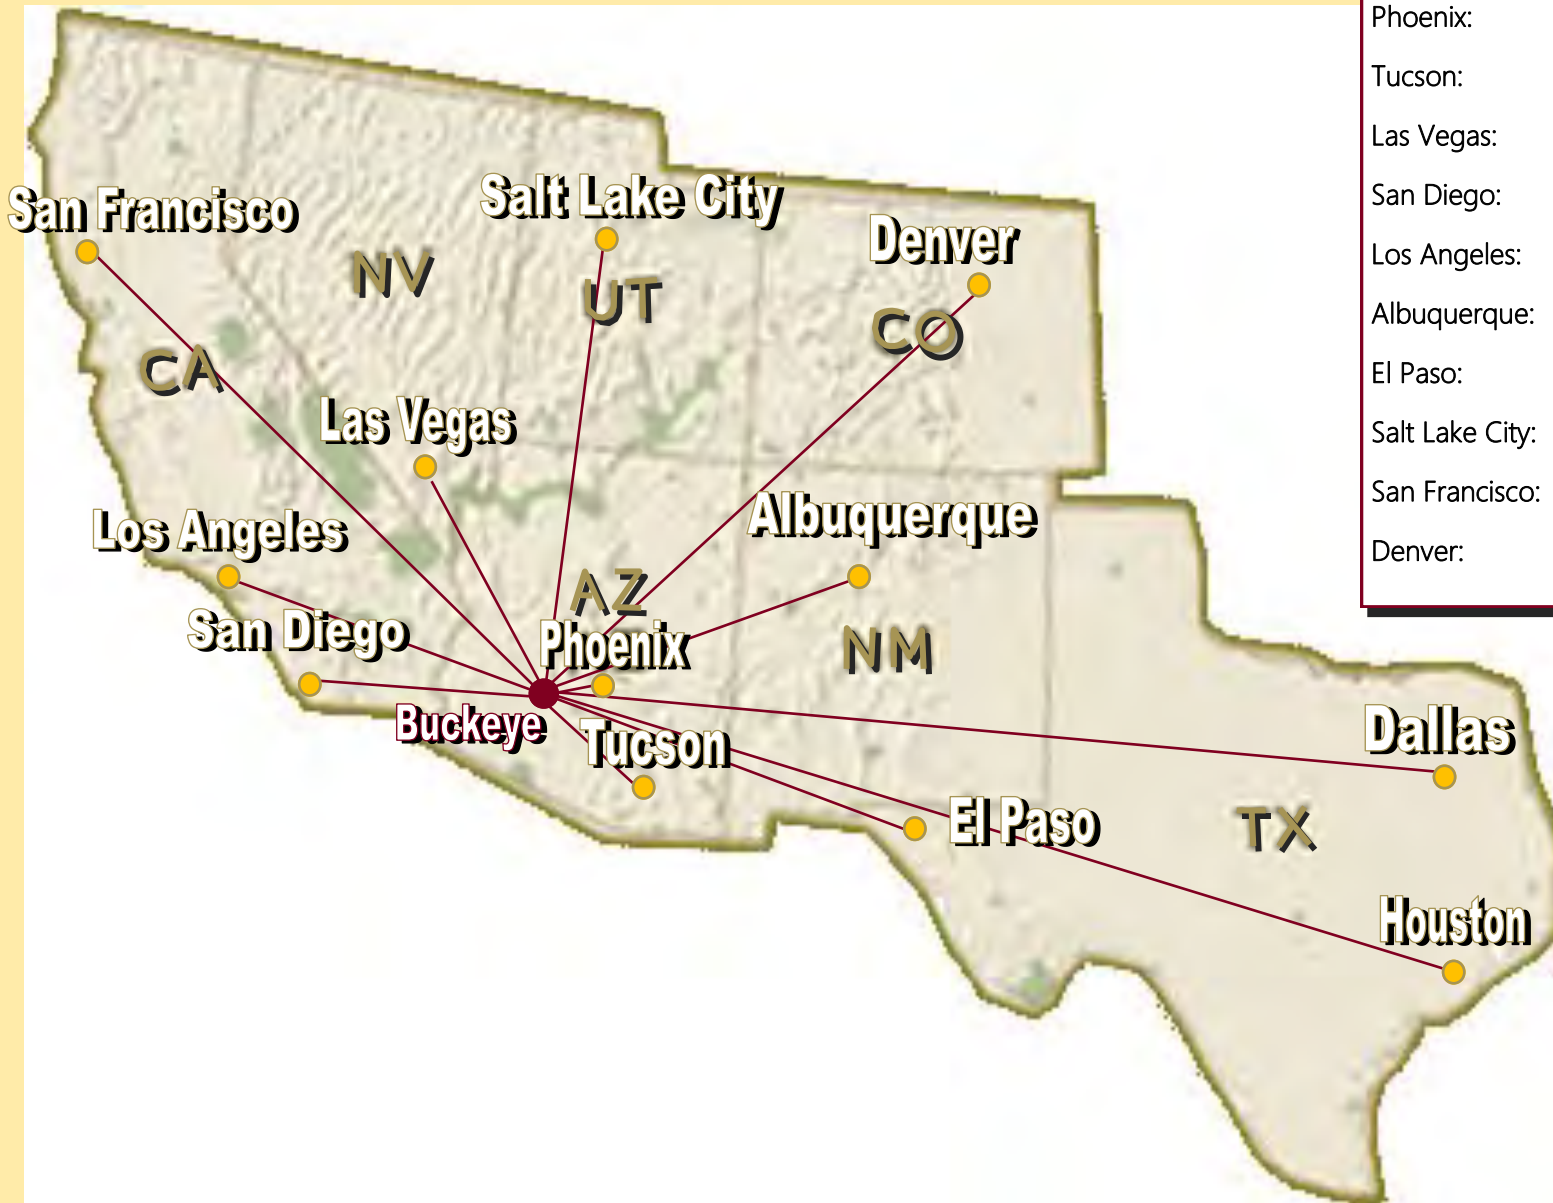 Phoenix:
Tucson:
Las Vegas:
San Diego:
Los Angeles:
Albuquerque:
El Paso:
Salt Lake City:
San Francisco:
Denver:
San Francisco
Salt Lake City
Denver
NV
UT
CO
CA
Las Vegas
Albuquerque
Los Angeles
AZ
San Diego
Phoenix
NM
Buckeye
Tucson
Dallas
El Paso
TX
Houston